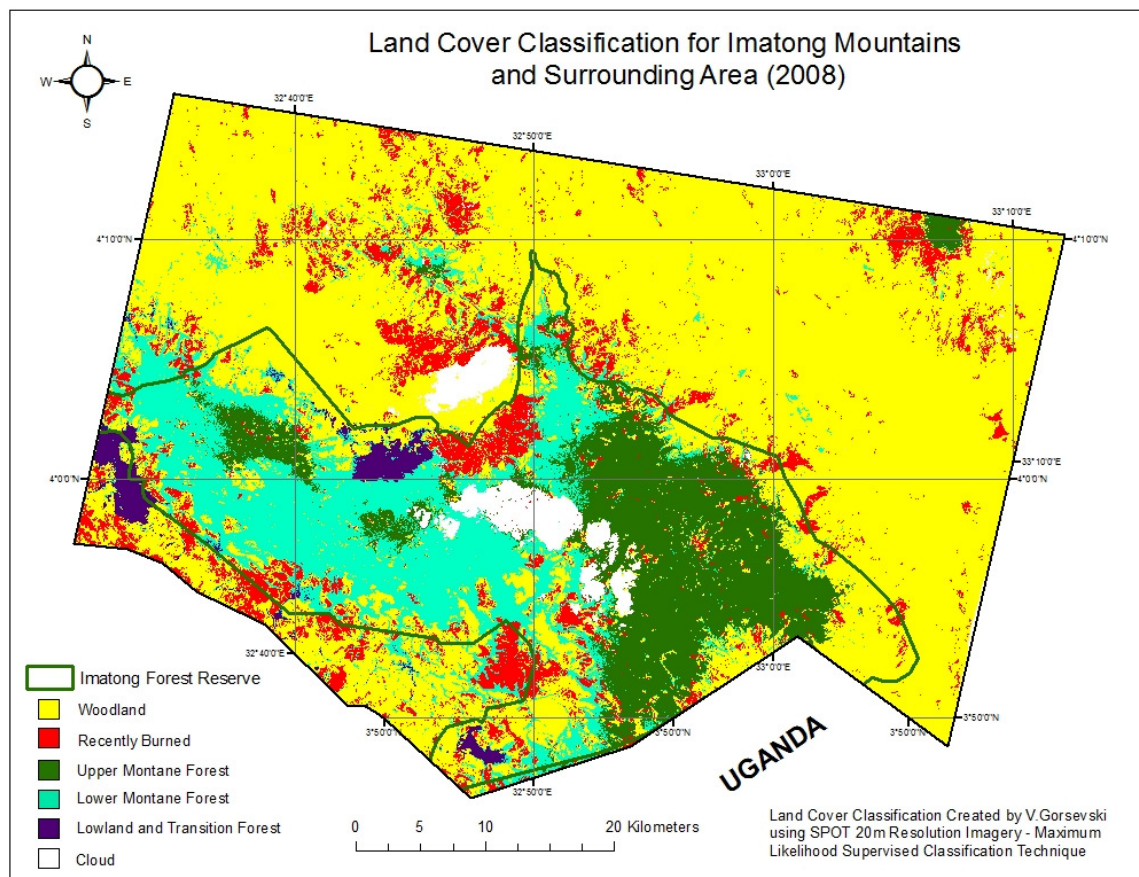 Land Cover Classification for Imatong Mountains
and Surrounding Area (2008)
N
W
E
S
32°40'0"E
32°50'0"E
33°0'0"E
33°10'0"E
4°10'0"N
4°10'0"N
33°10'0"E
4°0'0"N
4°0'0"N
32°40'0"E
33°0'0"E
3°50'0"N
3°50'0"N
3°50'0"N
3°50'0"N
32°50'0"E
UGANDA
Imatong Forest Reserve
Woodland
Recently Burned
Upper Montane Forest
Lower Montane Forest
Lowland and Transition Forest
Cloud
0 5 10 20 Kilometers
Land Cover Classification Created by V.Gorsevski
using SPOT 20m Resolution Imagery - Maximum
Likelihood Supervised Classification Technique